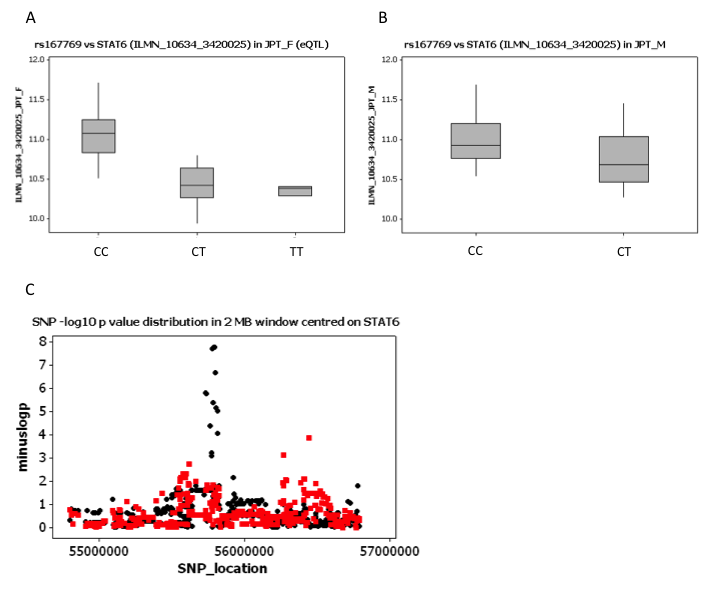 A
rs167769 vs STAT6 (ILMN_10634_3420025) in JPT_F (eQTL)
ILMN_10634_3420025_JPT_F
12.0
11.5
11.0
10.5
10.0
CC CT TT
B
rs167769 vs STAT6 (ILMN_10634_3420025) in JPT_M
ILMN_10634_3420025_JPT_M
12.0
11.5
11.0
10.5
10.0
CC CT
C
SNP -log10 p value distribution in 2 MB window centred on STAT6
minuslogp
8
7
6
5
4
3
2
1
0
55000000 56000000 57000000
SNP_location